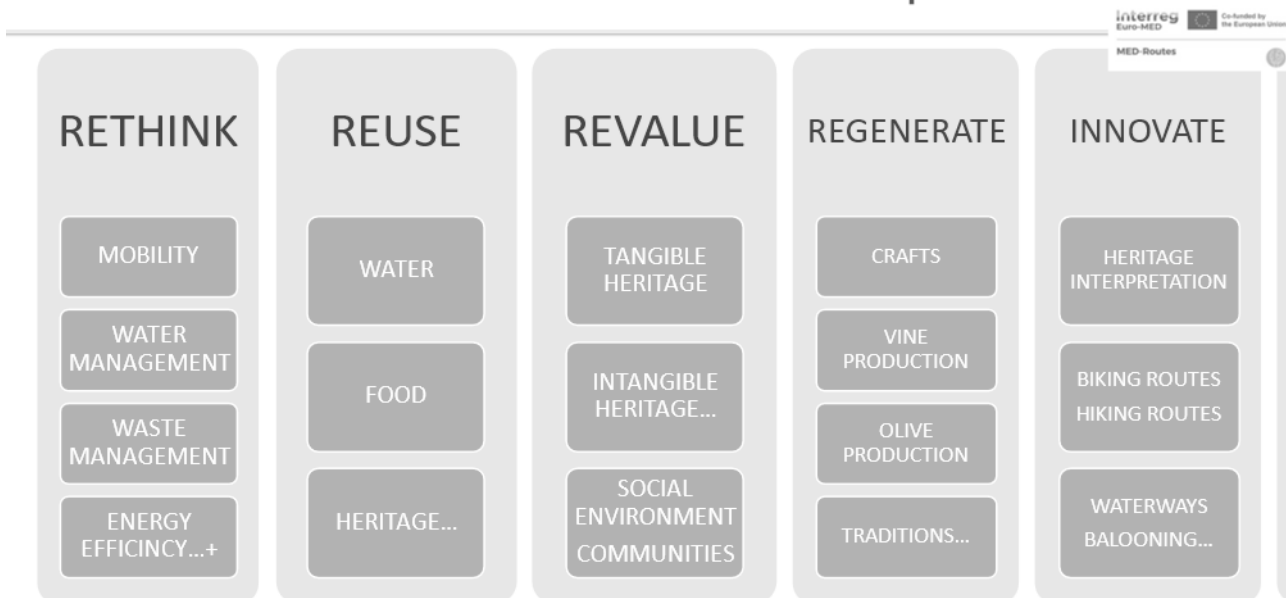 Interreg
Euro-MED
Co-funded by
the European Union
MED-Routes
RETHINK
MOBILITY
WATER
MANAGEMENT
WASTE
MANAGEMENT
ENERGY
EFFICINCY...+
REUSE
WATER
FOOD
HERITAGE...
REVALUE
TANGIBLE
HERITAGE
INTANGIBLE
HERITAGE...
SOCIAL
ENVIRONMENT
COMMUNITIES
REGENERATE
CRAFTS
VINE
PRODUCTION
OLIVE
PRODUCTION
TRADITIONS...
INNOVATE
HERITAGE
INTERPRETATION
BIKING ROUTES
HIKING ROUTES
WATERWAYS
BALOONING...